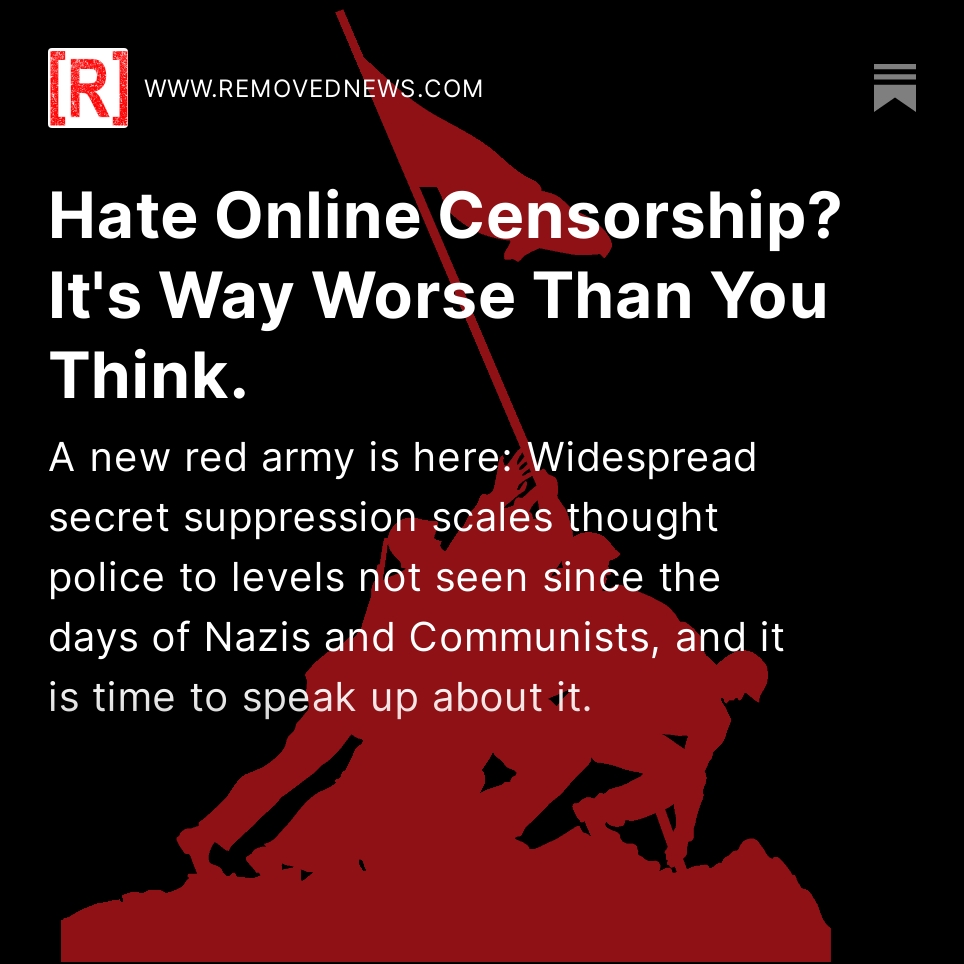 [R]
WWW.REMOVEDNEWS.COM
Hate Online Censorship?
It's Way Worse Than You
Think.
A new red army is here: Widespread
secret suppression scales thought
police to levels not seen since the
days of Nazis and Communists, and it
is time to speak up about it.